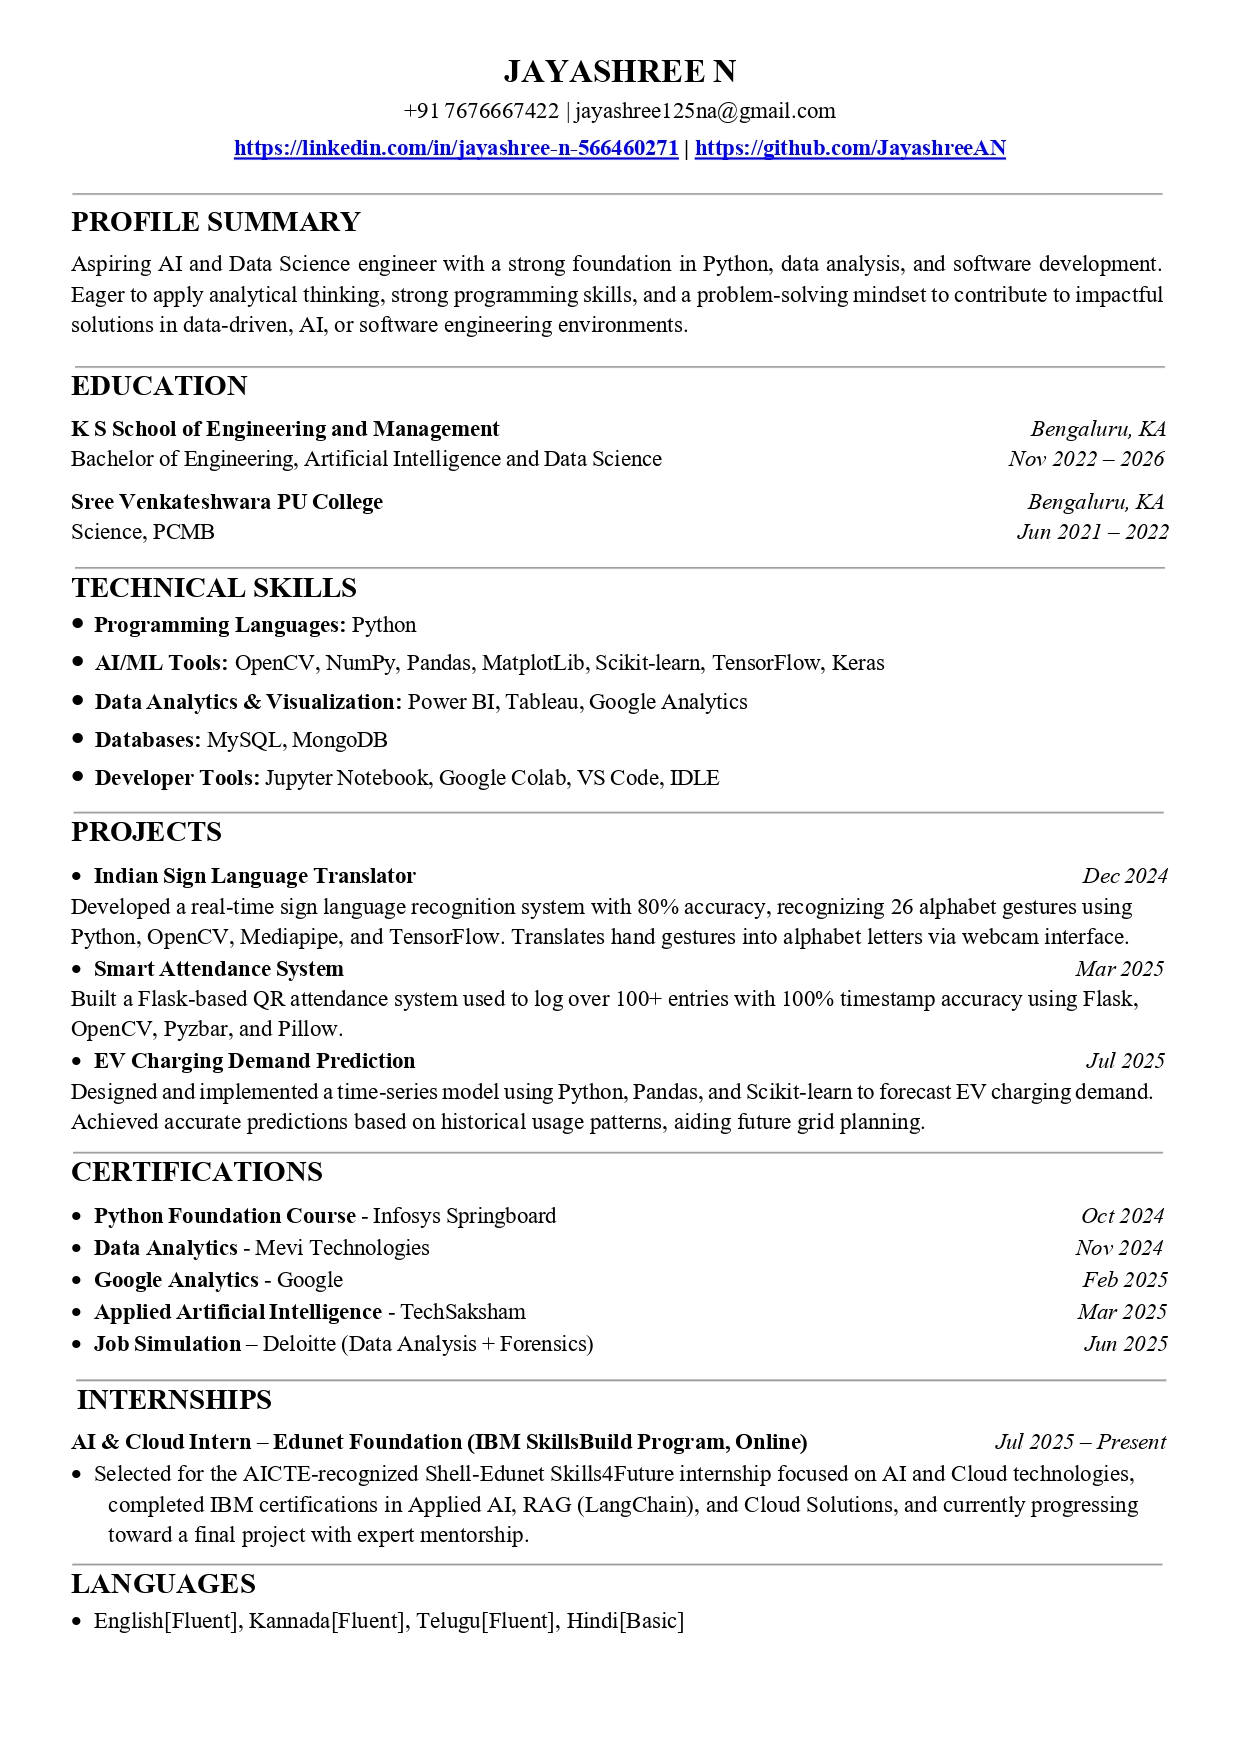 JAYASHREE N
+91 7676667422 | jayashree125na@gmail.com
https://linkedin.com/in/jayashree-n-566460271 | https://github.com/JayashreeAN
PROFILE SUMMARY
Aspiring AI and Data Science engineer with a strong foundation in Python, data analysis, and software development.
Eager to apply analytical thinking, strong programming skills, and a problem-solving mindset to contribute to impactful
solutions in data-driven, AI, or software engineering environments.
EDUCATION
K S School of Engineering and Management Bengaluru, KA
Bachelor of Engineering, Artificial Intelligence and Data Science Nov 2022 – 2026
Sree Venkateshwara PU College Bengaluru, KA
Science, PCMB Jun 2021 – 2022
TECHNICAL SKILLS
• Programming Languages: Python
• AI/ML Tools: OpenCV, NumPy, Pandas, MatplotLib, Scikit-learn, TensorFlow, Keras
• Data Analytics & Visualization: Power BI, Tableau, Google Analytics
• Databases: MySQL, MongoDB
• Developer Tools: Jupyter Notebook, Google Colab, VS Code, IDLE
PROJECTS
• Indian Sign Language Translator Dec 2024
Developed a real-time sign language recognition system with 80% accuracy, recognizing 26 alphabet gestures using
Python, OpenCV, Mediapipe, and TensorFlow. Translates hand gestures into alphabet letters via webcam interface.
• Smart Attendance System Mar 2025
Built a Flask-based QR attendance system used to log over 100+ entries with 100% timestamp accuracy using Flask,
OpenCV, Pyzbar, and Pillow.
• EV Charging Demand Prediction Jul 2025
Designed and implemented a time-series model using Python, Pandas, and Scikit-learn to forecast EV charging demand.
Achieved accurate predictions based on historical usage patterns, aiding future grid planning.
CERTIFICATIONS
• Python Foundation Course - Infosys Springboard Oct 2024
• Data Analytics - Mevi Technologies Nov 2024
• Google Analytics - Google Feb 2025
• Applied Artificial Intelligence - TechSaksham Mar 2025
• Job Simulation – Deloitte (Data Analysis + Forensics) Jun 2025
INTERNSHIPS
AI & Cloud Intern – Edunet Foundation (IBM SkillsBuild Program, Online) Jul 2025 – Present
• Selected for the AICTE-recognized Shell-Edunet Skills4Future internship focused on AI and Cloud technologies,
completed IBM certifications in Applied AI, RAG (LangChain), and Cloud Solutions, and currently progressing
toward a final project with expert mentorship.
LANGUAGES
• English[Fluent], Kannada[Fluent], Telugu[Fluent], Hindi[Basic]